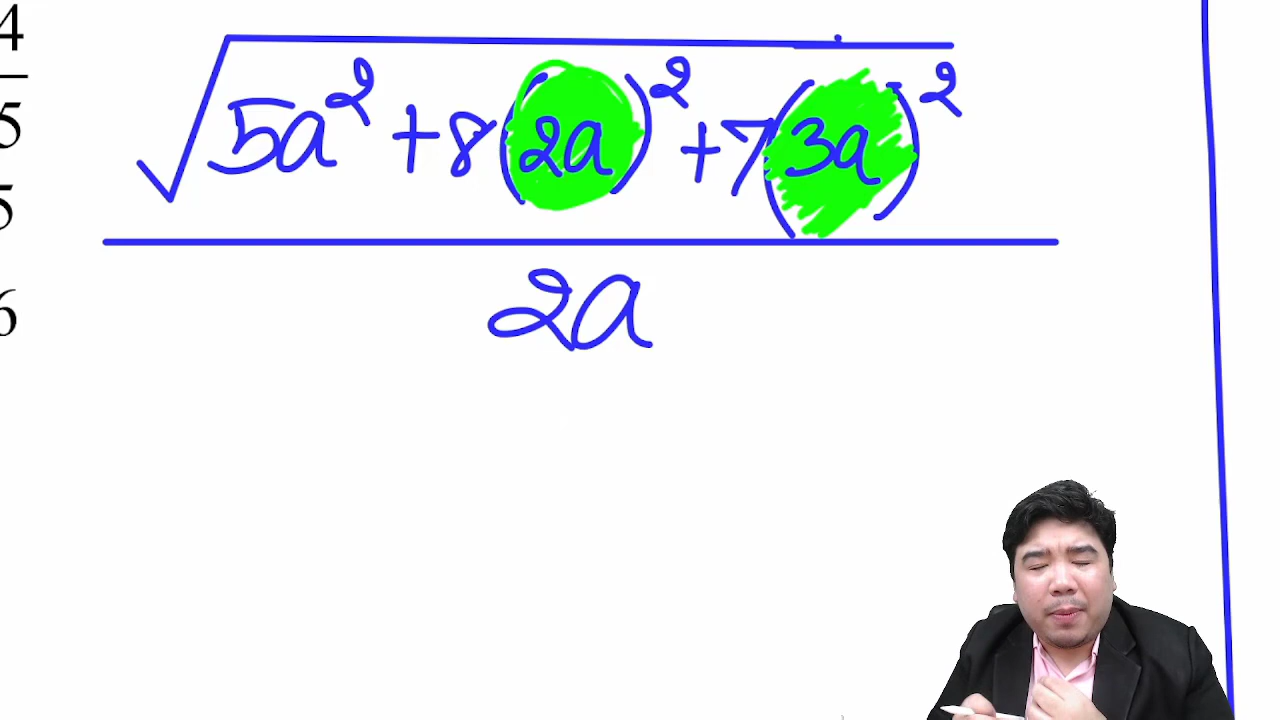 4
5
5
6
√(5a² + 8(2a)² + 7(3a)²)
2a